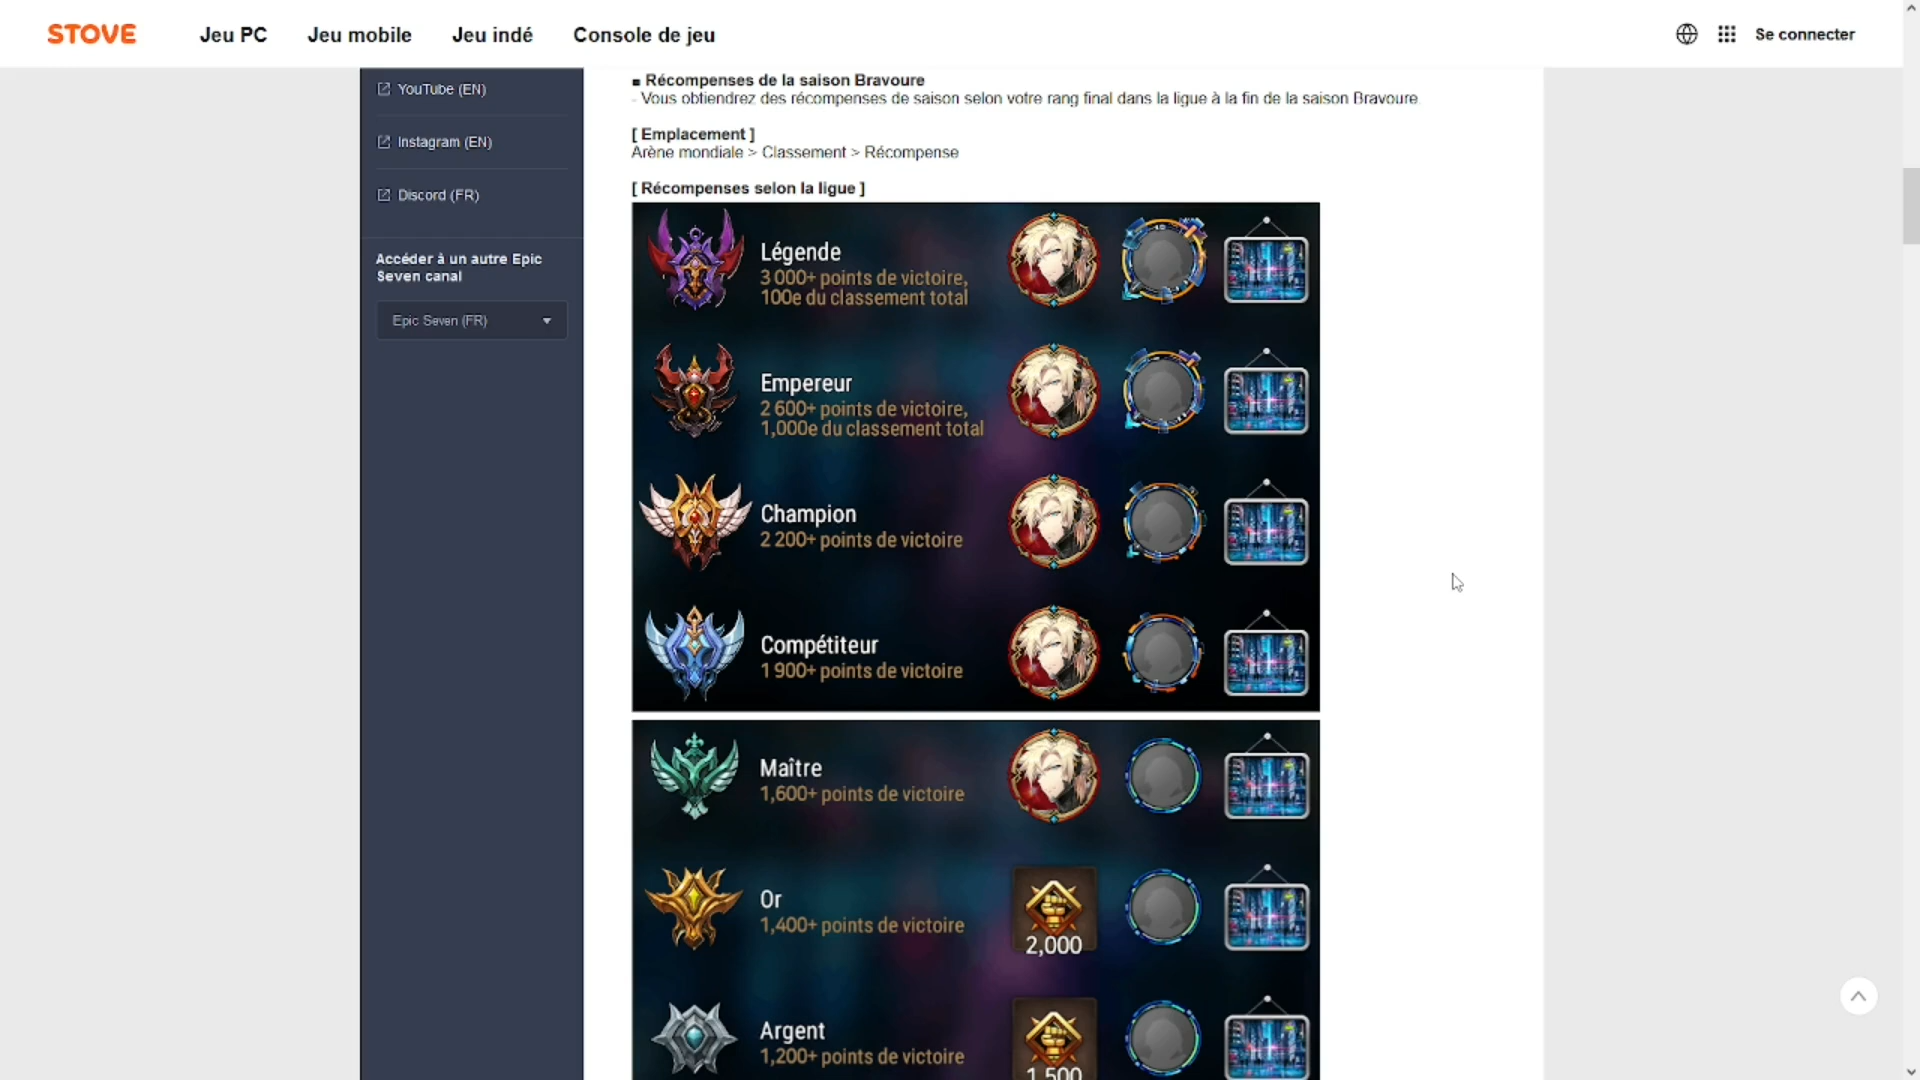 STOVE
Jeu PC
Jeu mobile
Jeu indé
Console de jeu
Se connecter
YouTube (EN)
Instagram (EN)
Discord (FR)
Accéder à un autre Epic
Seven canal
Epic Seven (FR)
■ Récompenses de la saison Bravoure
- Vous obtiendrez des récompenses de saison selon votre rang final dans la ligue à la fin de la saison Bravoure
[ Emplacement ]
Arène mondiale > Classement > Récompense
[ Récompenses selon la ligue ]
Légende
3 000+ points de victoire,
100e du classement total
Empereur
2 600+ points de victoire,
1,000e du classement total
Champion
2 200+ points de victoire
Compétiteur
1 900+ points de victoire
Maître
1,600+ points de victoire
Or
1,400+ points de victoire
2,000
Argent
1,200+ points de victoire
1,500